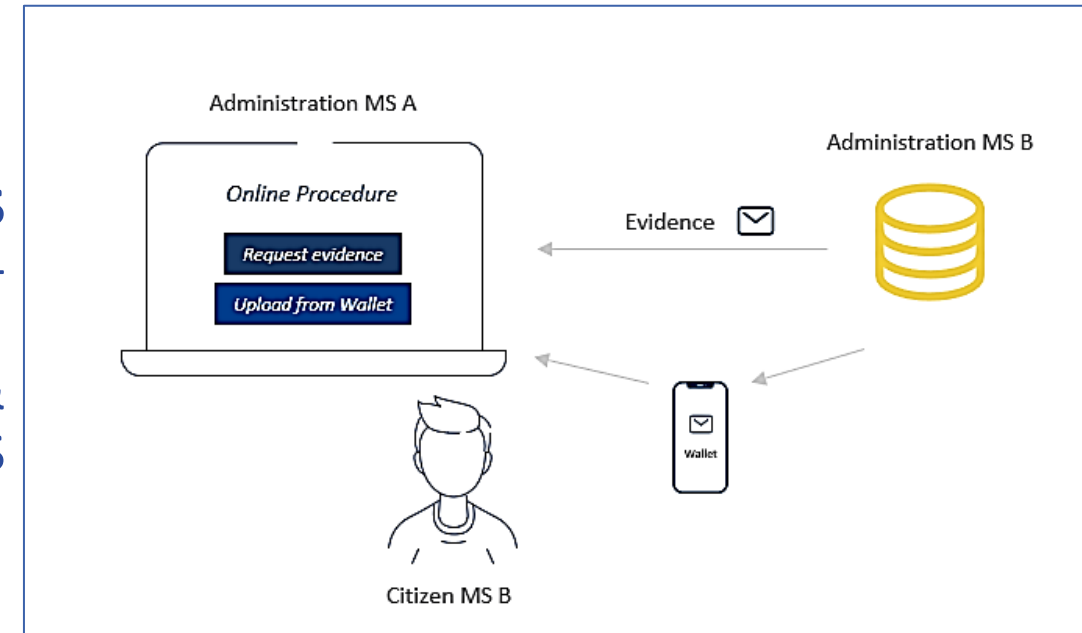 Administration MS A
Administration MS B
Online Procedure
Evidence
Request evidence
Upload from Wallet
Wallet
Citizen MS B